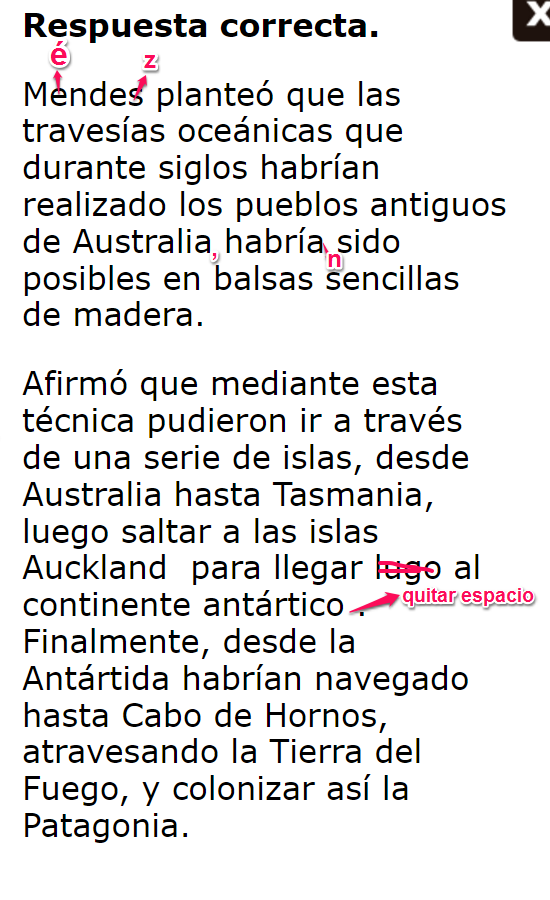 Respuesta correcta.
X
é
z
Mendes planteó que las
travesías oceánicas que
durante siglos habrían
realizado los pueblos antiguos
de Australia habría sido
, n
posibles en balsas sencillas
de madera.
Afirmó que mediante esta
técnica pudieron ir a través
de una serie de islas, desde
Australia hasta Tasmania,
luego saltar a las islas
Auckland  para llegar lugo al
continente antártico .
quitar espacio
Finalmente, desde la
Antártida habrían navegado
hasta Cabo de Hornos,
atravesando la Tierra del
Fuego, y colonizar así la
Patagonia.